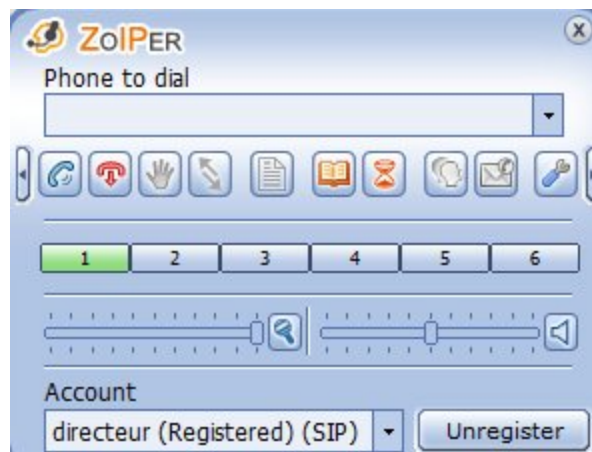 ZoIPER
Phone to dial
1 2 3 4 5 6
Account
directeur (Registered) (SIP) Unregister